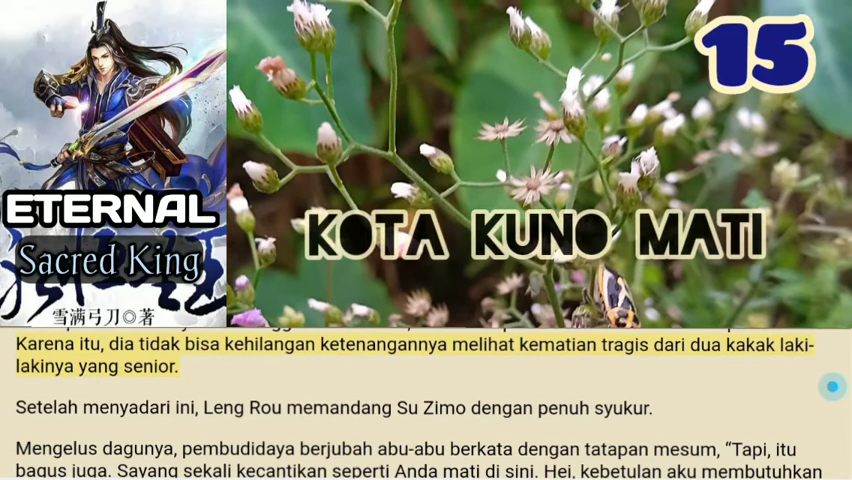 15
ETERNAL
Sacred King
雪满弓刀◎著
KOTA KUNO MATI
Karena itu, dia tidak bisa kehilangan ketenangannya melihat kematian tragis dari dua kakak laki-
lakinya yang senior.
Setelah menyadari ini, Leng Rou memandang Su Zimo dengan penuh syukur.
Mengelus dagunya, pembudidaya berjubah abu-abu berkata dengan tatapan mesum, “Tapi, itu
bagus juga. Sayang sekali kecantikan seperti Anda mati di sini. Hei, kebetulan aku membutuhkan